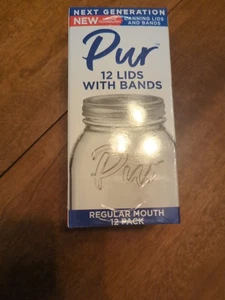 NEXT GENERATION
NEW CANNING LIDS
AND BANDS
Pur
12 LIDS
WITH BANDS
Pur
REGULAR MOUTH
12 PACK